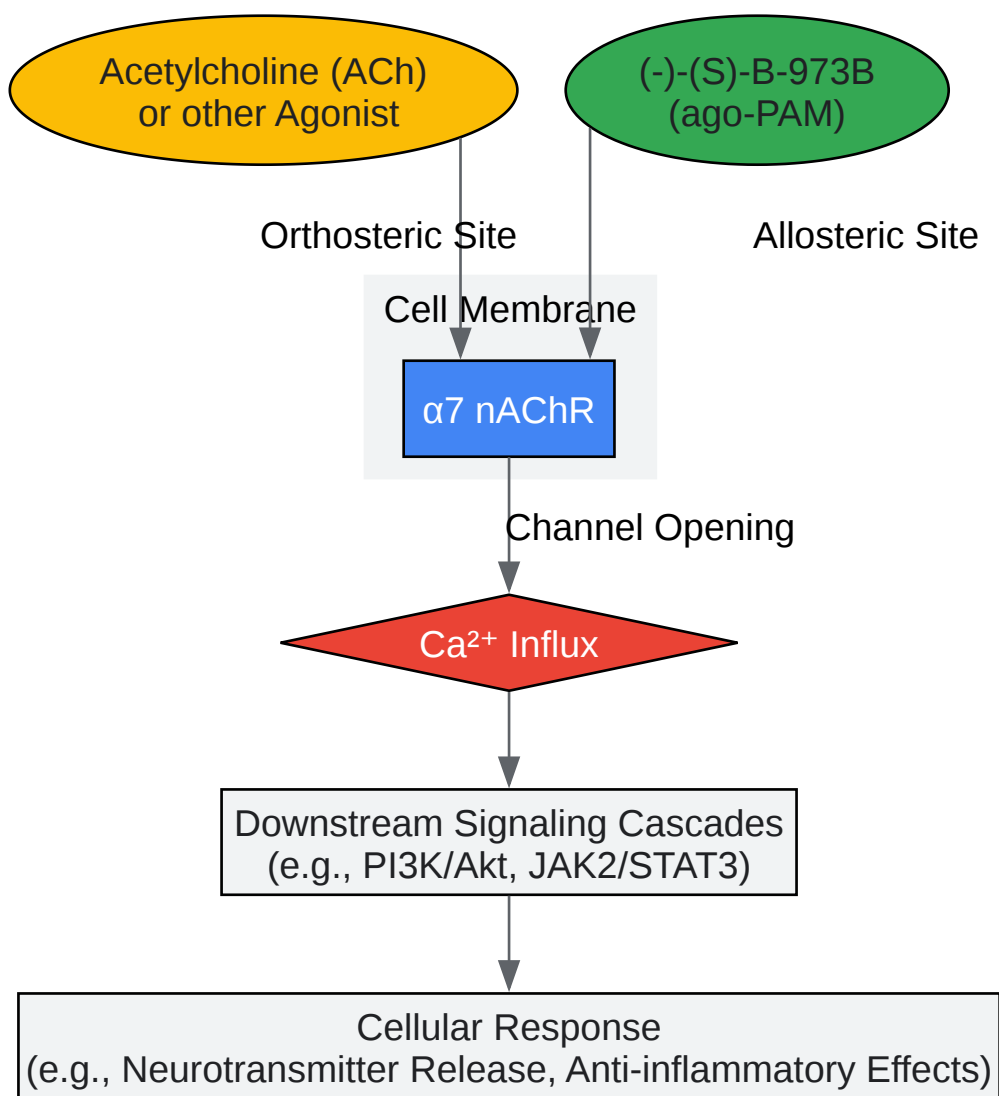 Acetylcholine (ACh)
or other Agonist
(-)-(S)-B-973B
(ago-PAM)
Orthosteric Site
Allosteric Site
Cell Membrane
α7 nAChR
Channel Opening
Ca²⁺ Influx
Downstream Signaling Cascades
(e.g., PI3K/Akt, JAK2/STAT3)
Cellular Response
(e.g., Neurotransmitter Release, Anti-inflammatory Effects)